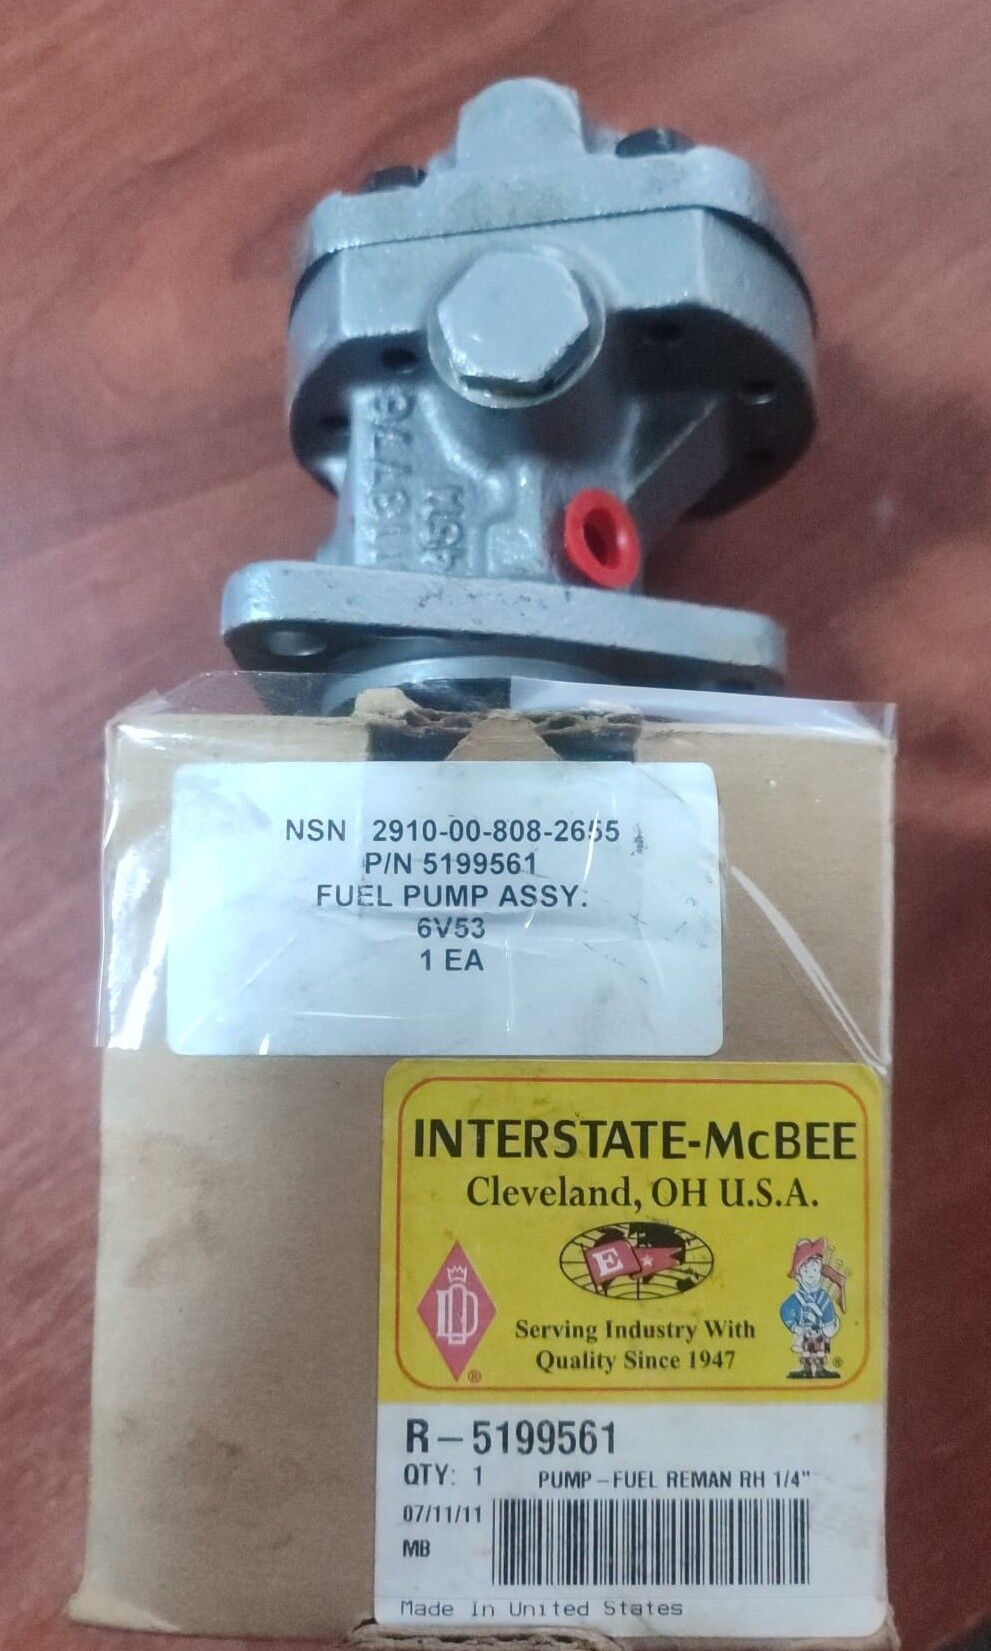 NSN 2910-00-808-2655
P/N 5199561
FUEL PUMP ASSY.
6V53
1 EA
INTERSTATE-McBEE
Cleveland, OH U.S.A.
E
D
®
Serving Industry With
Quality Since 1947
®
R-5199561
QTY: 1 PUMP-FUEL REMAN RH 1/4"
07/11/11
MB
Made In United States